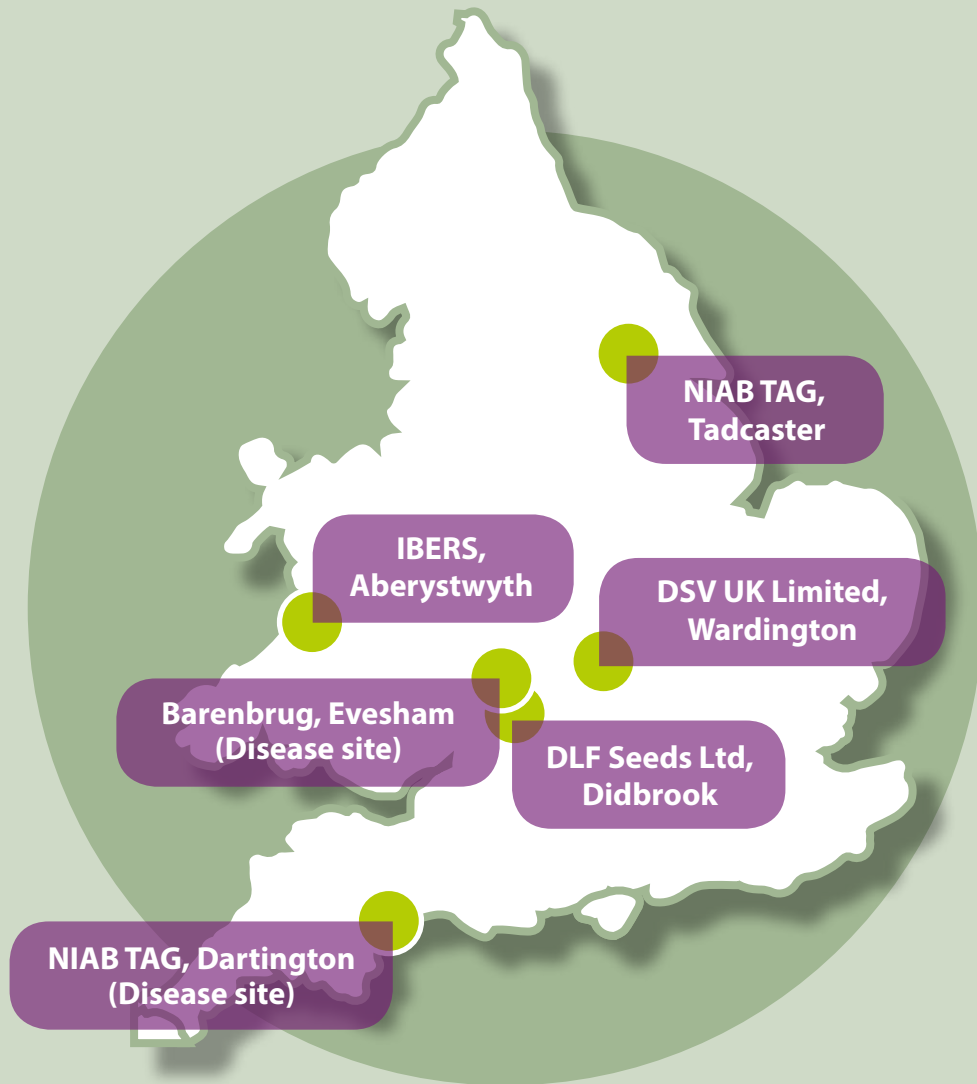 NIAB TAG,
Tadcaster
IBERS,
Aberystwyth
DSV UK Limited,
Wardington
Barenbrug, Evesham
(Disease site)
DLF Seeds Ltd,
Didbrook
NIAB TAG, Dartington
(Disease site)